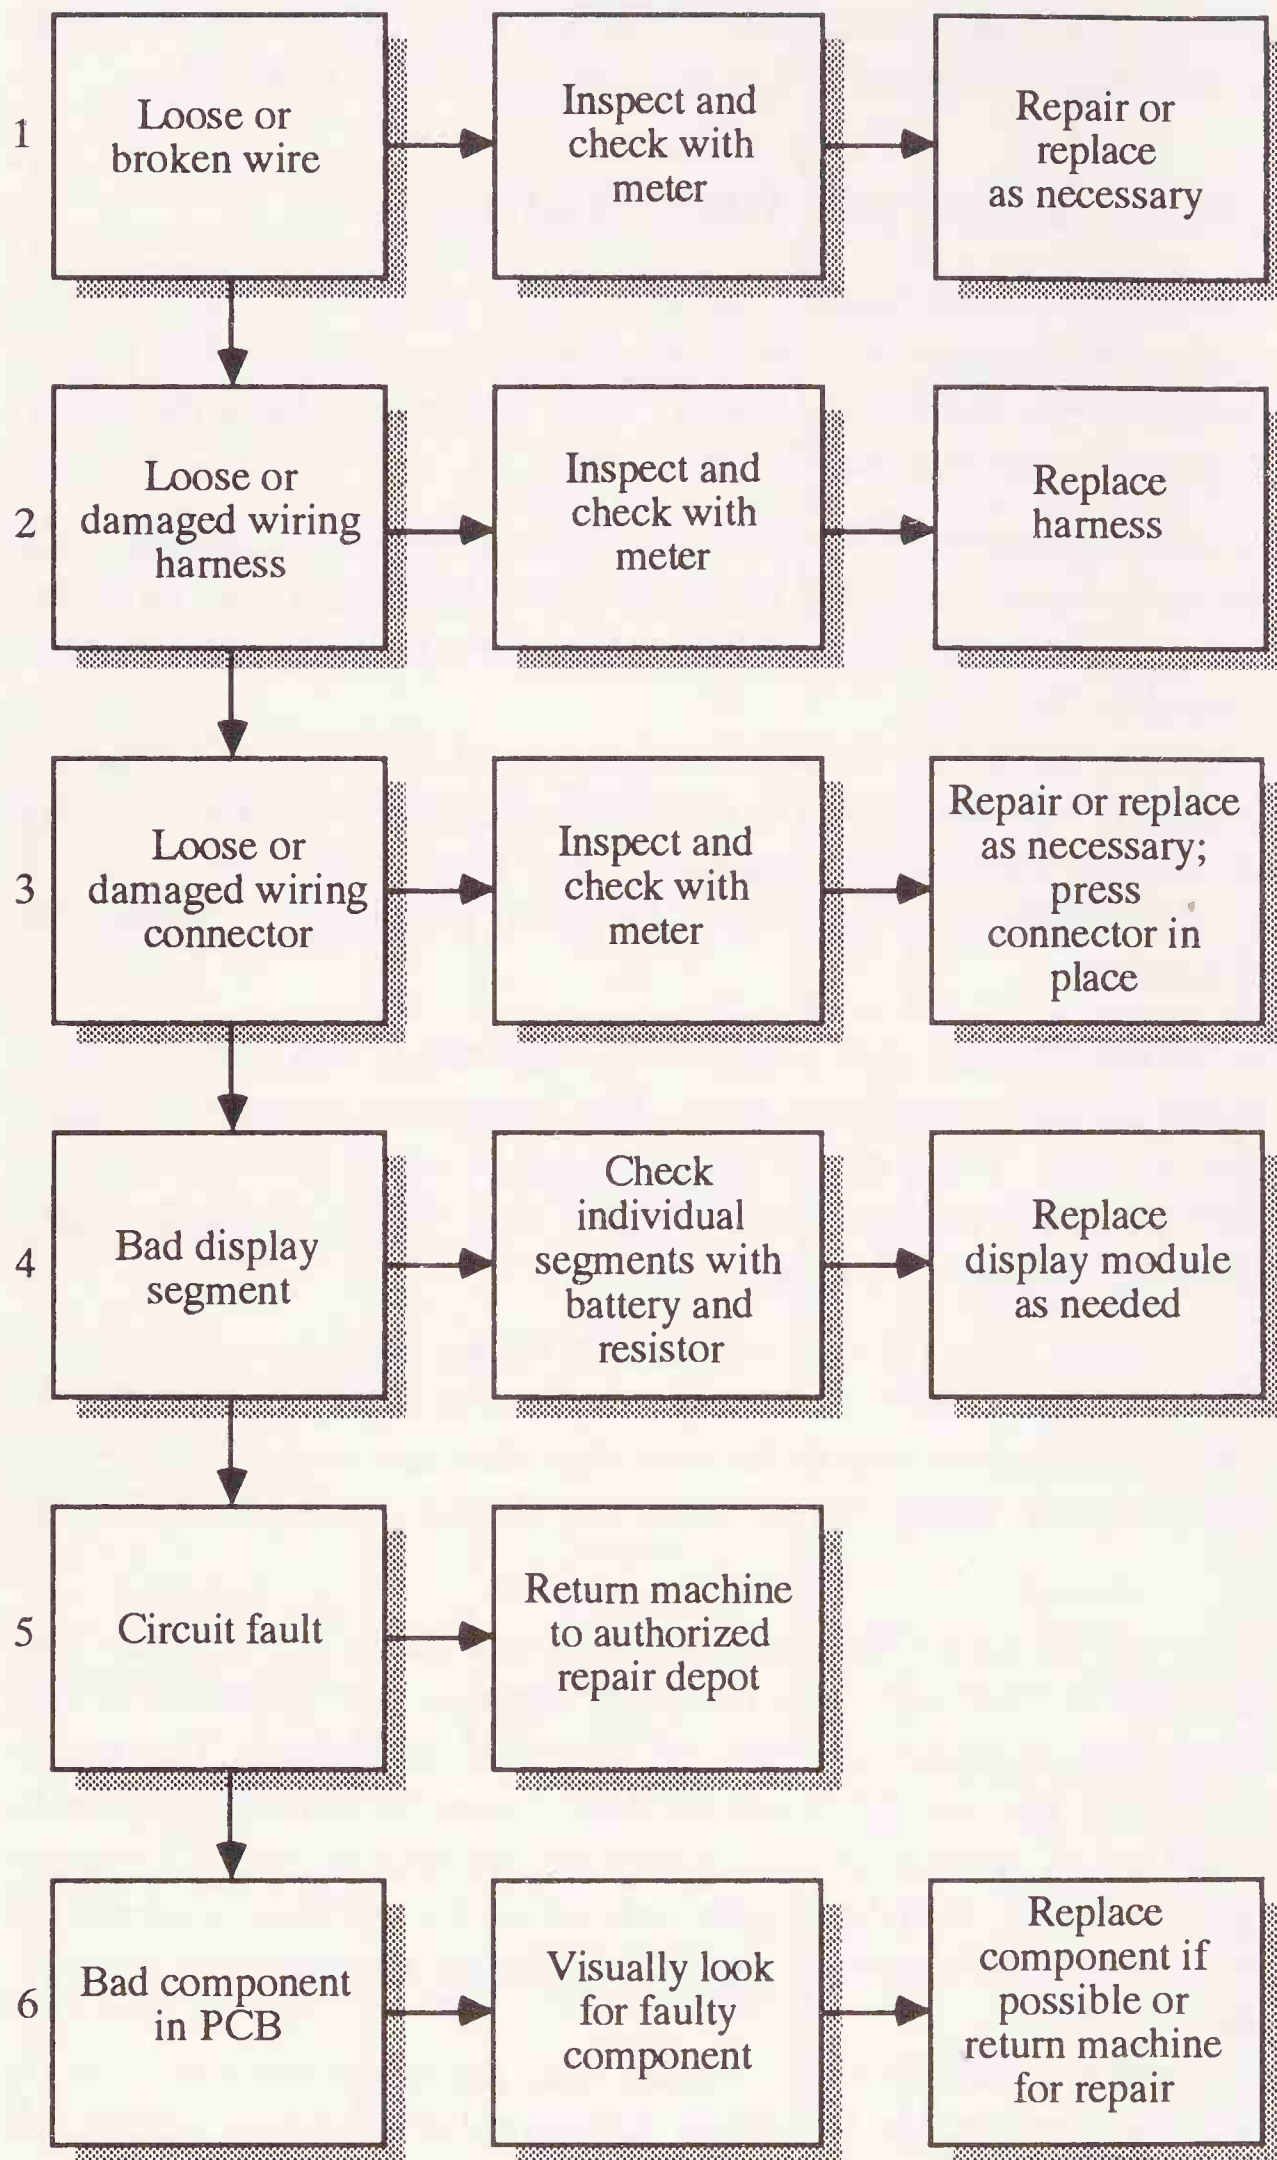 1
Loose or
broken wire
Inspect and
check with
meter
Repair or
replace
as necessary
2
Loose or
damaged wiring
harness
Inspect and
check with
meter
Replace
harness
3
Loose or
damaged wiring
connector
Inspect and
check with
meter
Repair or replace
as necessary;
press
connector in
place
4
Bad display
segment
Check
individual
segments with
battery and
resistor
Replace
display module
as needed
5
Circuit fault
Return machine
to authorized
repair depot
6
Bad component
in PCB
Visually look
for faulty
component
Replace
component if
possible or
return machine
for repair